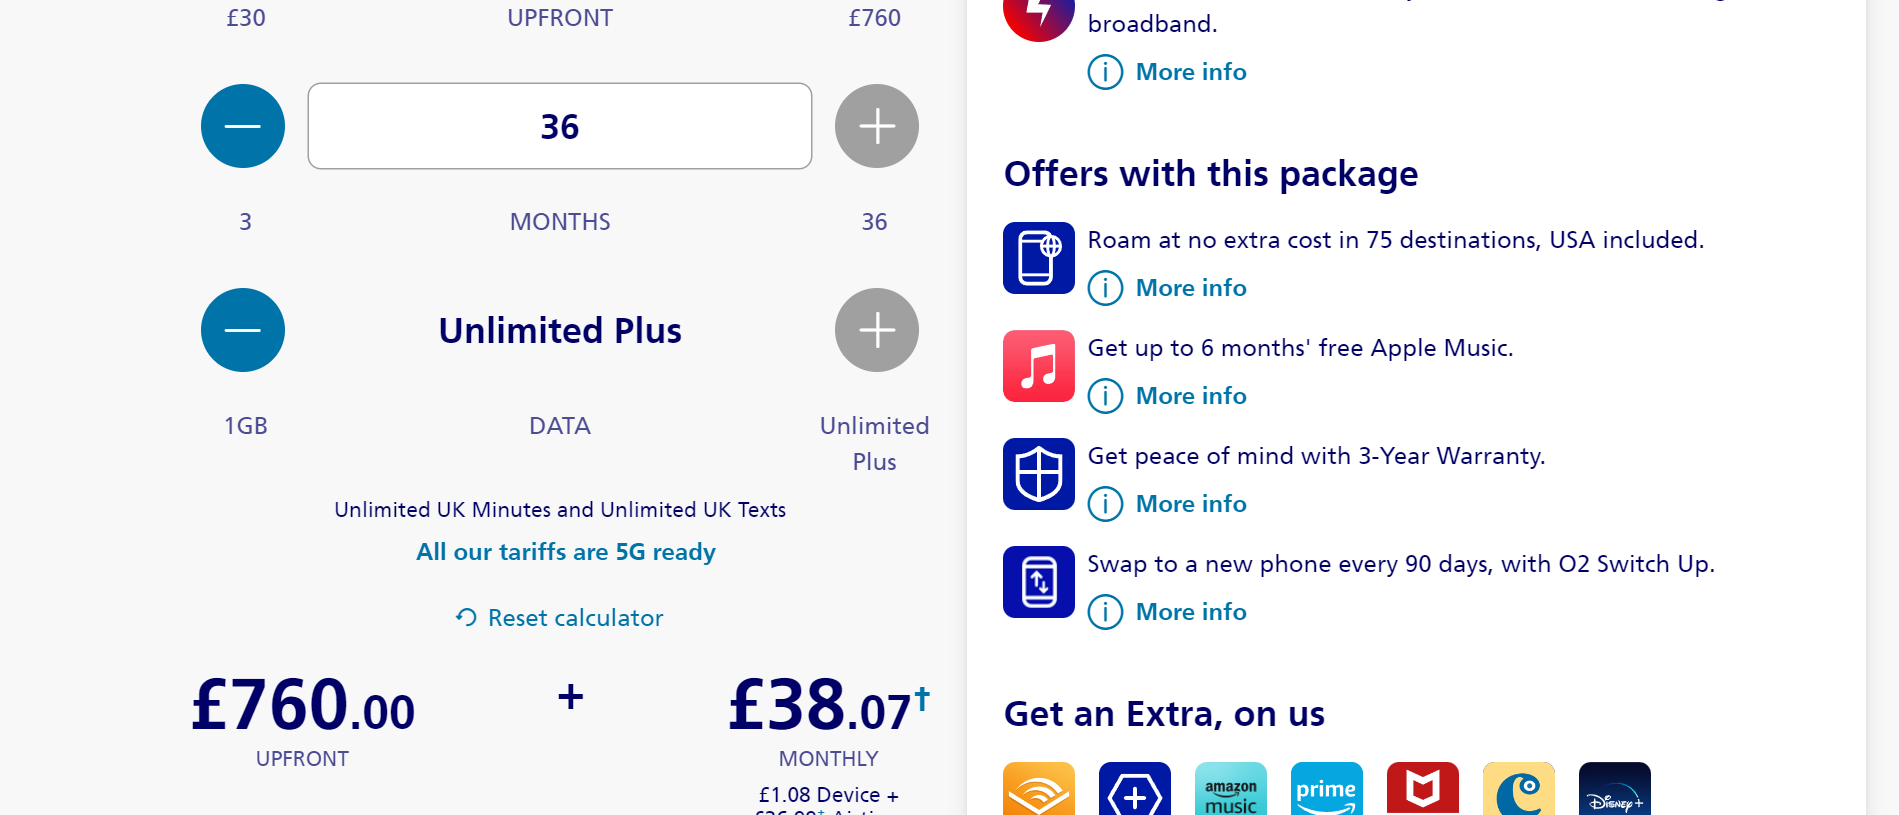 £30 UPFRONT £760
36
3 MONTHS 36
Unlimited Plus
1GB DATA Unlimited
Plus
Unlimited UK Minutes and Unlimited UK Texts
All our tariffs are 5G ready
Reset calculator
£760.00 + £38.07†
UPFRONT MONTHLY
£1.08 Device +
broadband.
More info
Offers with this package
Roam at no extra cost in 75 destinations, USA included.
More info
Get up to 6 months' free Apple Music.
More info
Get peace of mind with 3-Year Warranty.
More info
Swap to a new phone every 90 days, with O2 Switch Up.
More info
Get an Extra, on us
amazon
music
prime
Disney+